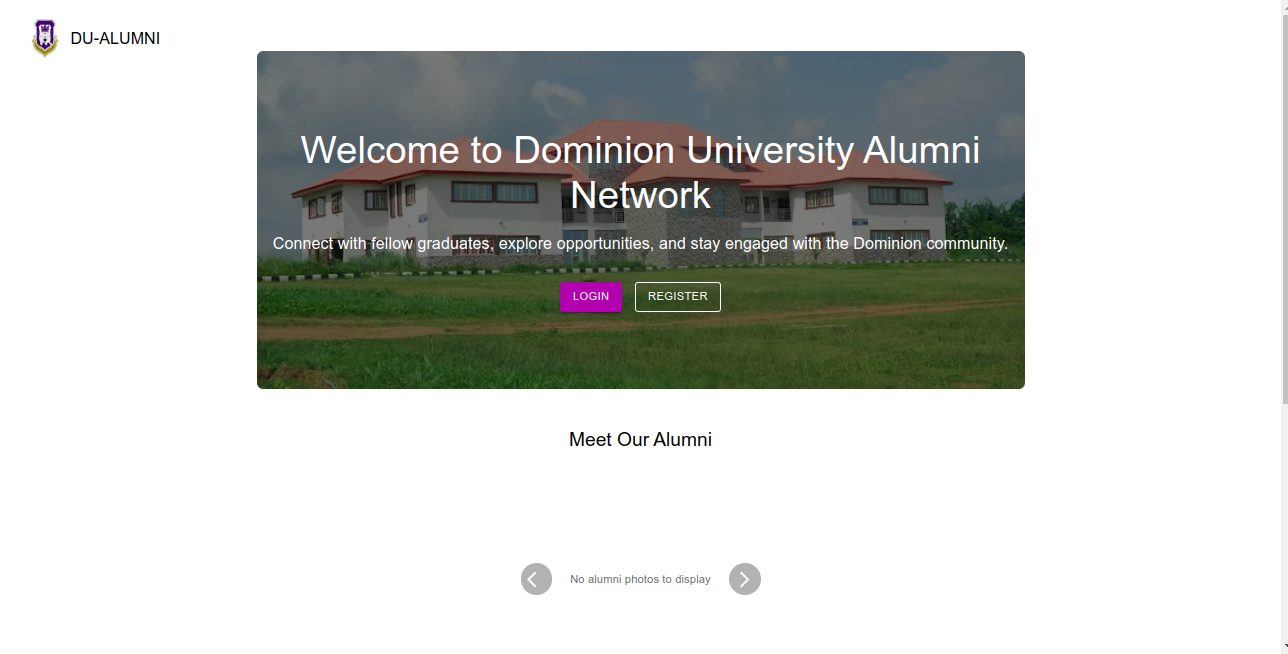 DU-ALUMNI
Welcome to Dominion University Alumni
Network
Connect with fellow graduates, explore opportunities, and stay engaged with the Dominion community.
LOGIN
REGISTER
Meet Our Alumni
No alumni photos to display